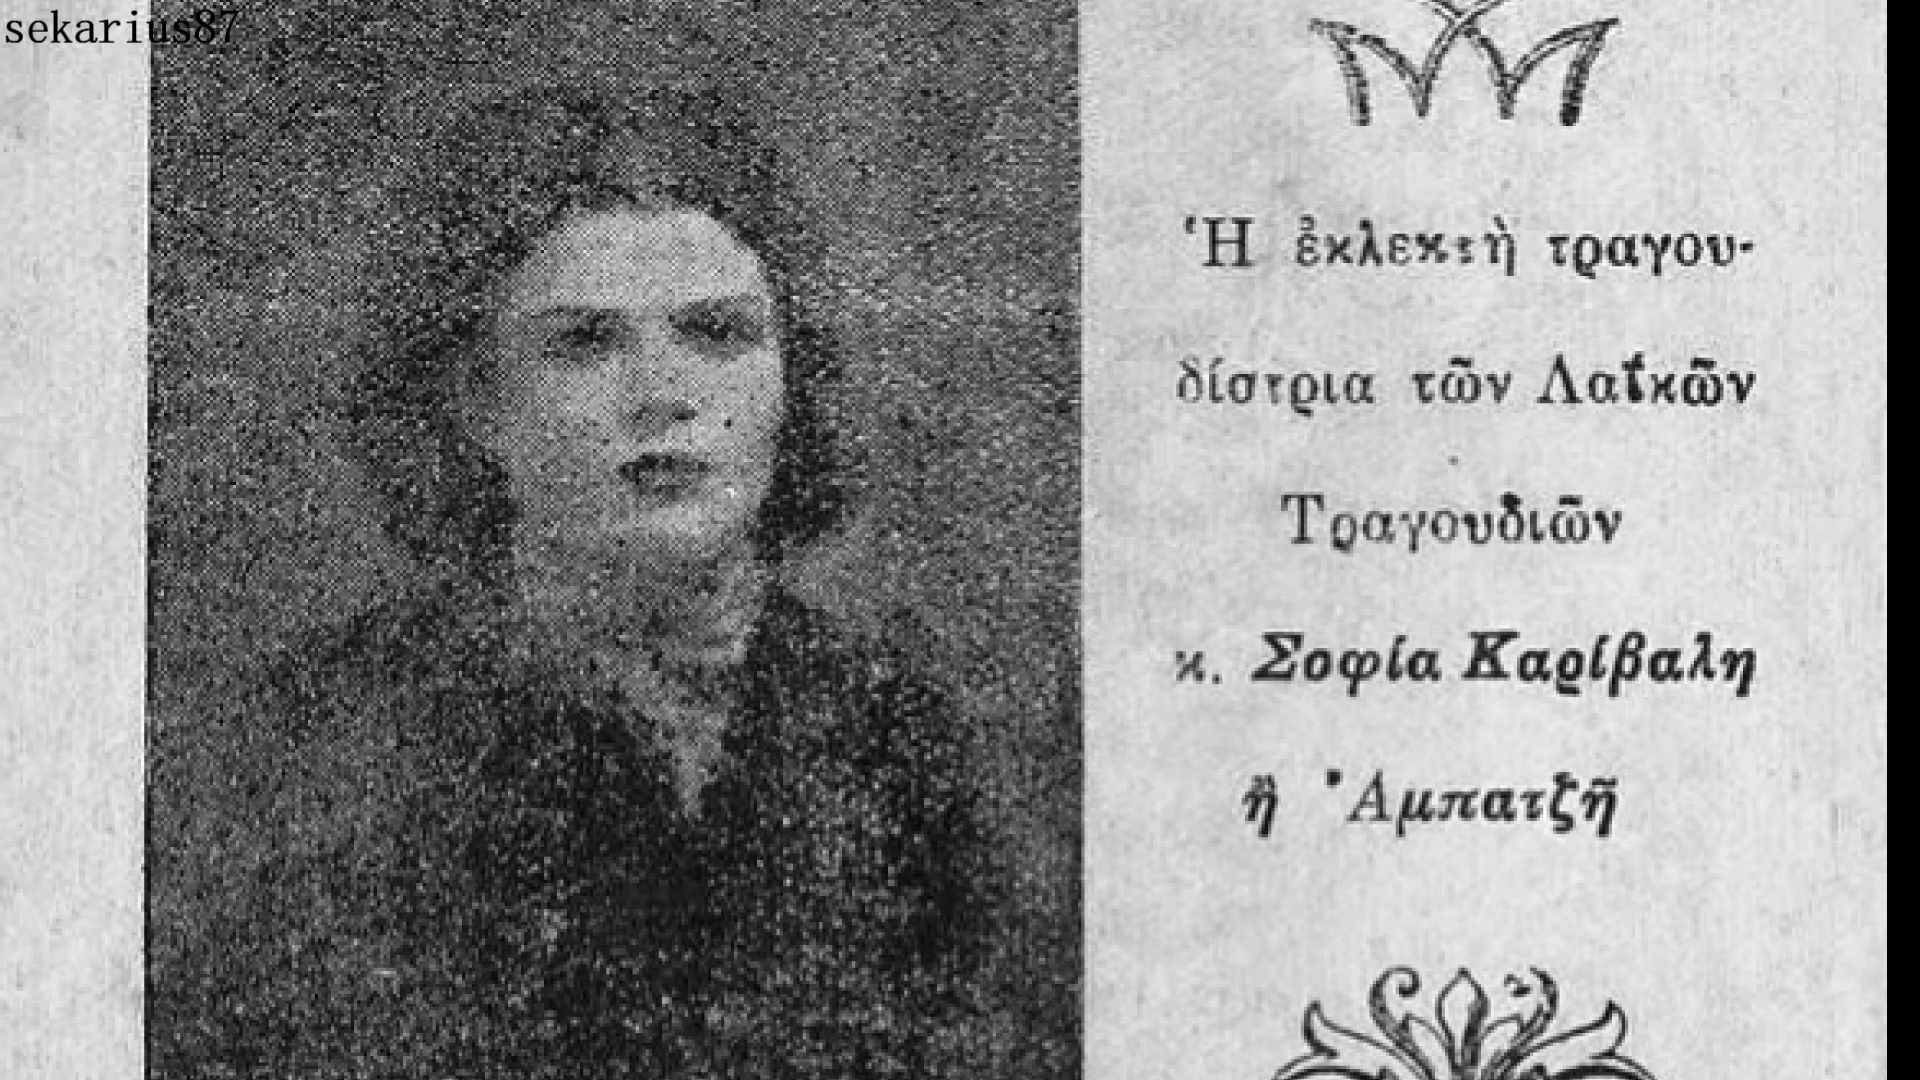 sekarius87
Ἡ ἐκλεκτὴ τραγου-
δίστρια τῶν Λαϊκῶν
Τραγουδιῶν
κ. Σοφία Καρίβαλη
ἢ Ἀμπατζῆ